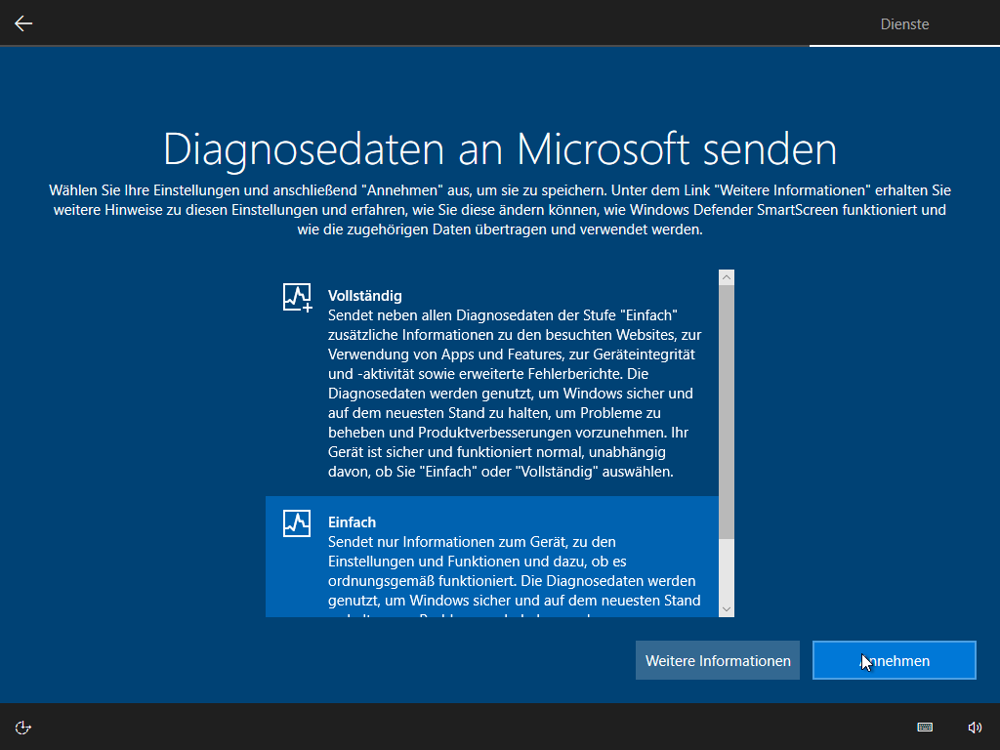 Dienste
Diagnosedaten an Microsoft senden
Wählen Sie Ihre Einstellungen und anschließend "Annehmen" aus, um sie zu speichern. Unter dem Link "Weitere Informationen" erhalten Sie
weitere Hinweise zu diesen Einstellungen und erfahren, wie Sie diese ändern können, wie Windows Defender SmartScreen funktioniert und
wie die zugehörigen Daten übertragen und verwendet werden.
Vollständig
Sendet neben allen Diagnosedaten der Stufe "Einfach"
zusätzliche Informationen zu den besuchten Websites, zur
Verwendung von Apps und Features, zur Geräteintegrität
und -aktivität sowie erweiterte Fehlerberichte. Die
Diagnosedaten werden genutzt, um Windows sicher und
auf dem neuesten Stand zu halten, um Probleme zu
beheben und Produktverbesserungen vorzunehmen. Ihr
Gerät ist sicher und funktioniert normal, unabhängig
davon, ob Sie "Einfach" oder "Vollständig" auswählen.
Einfach
Sendet nur Informationen zum Gerät, zu den
Einstellungen und Funktionen und dazu, ob es
ordnungsgemäß funktioniert. Die Diagnosedaten werden
genutzt, um Windows sicher und auf dem neuesten Stand
Weitere Informationen
Annehmen